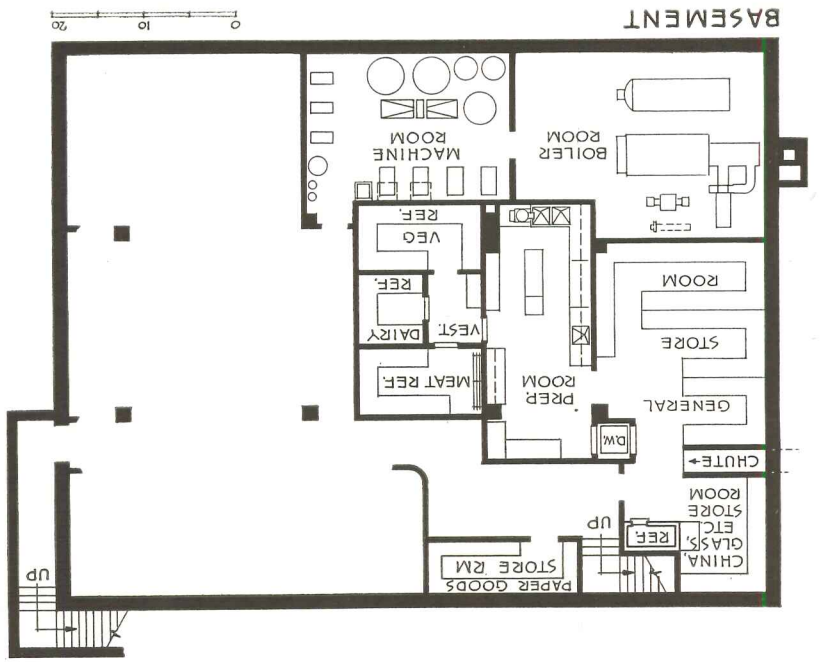 UP
PAPER GOODS
STORE RM
CHINA,
GLASS,
ETC
STORE
ROOM
REF.
UP
CHUTE
D.W.
GENERAL
STORE
ROOM
PREP.
ROOM
MEAT REF.
VEST.
DAIRY
REF.
VEG
REF.
BOILER
ROOM
MACHINE
ROOM
BASEMENT
0 10 20